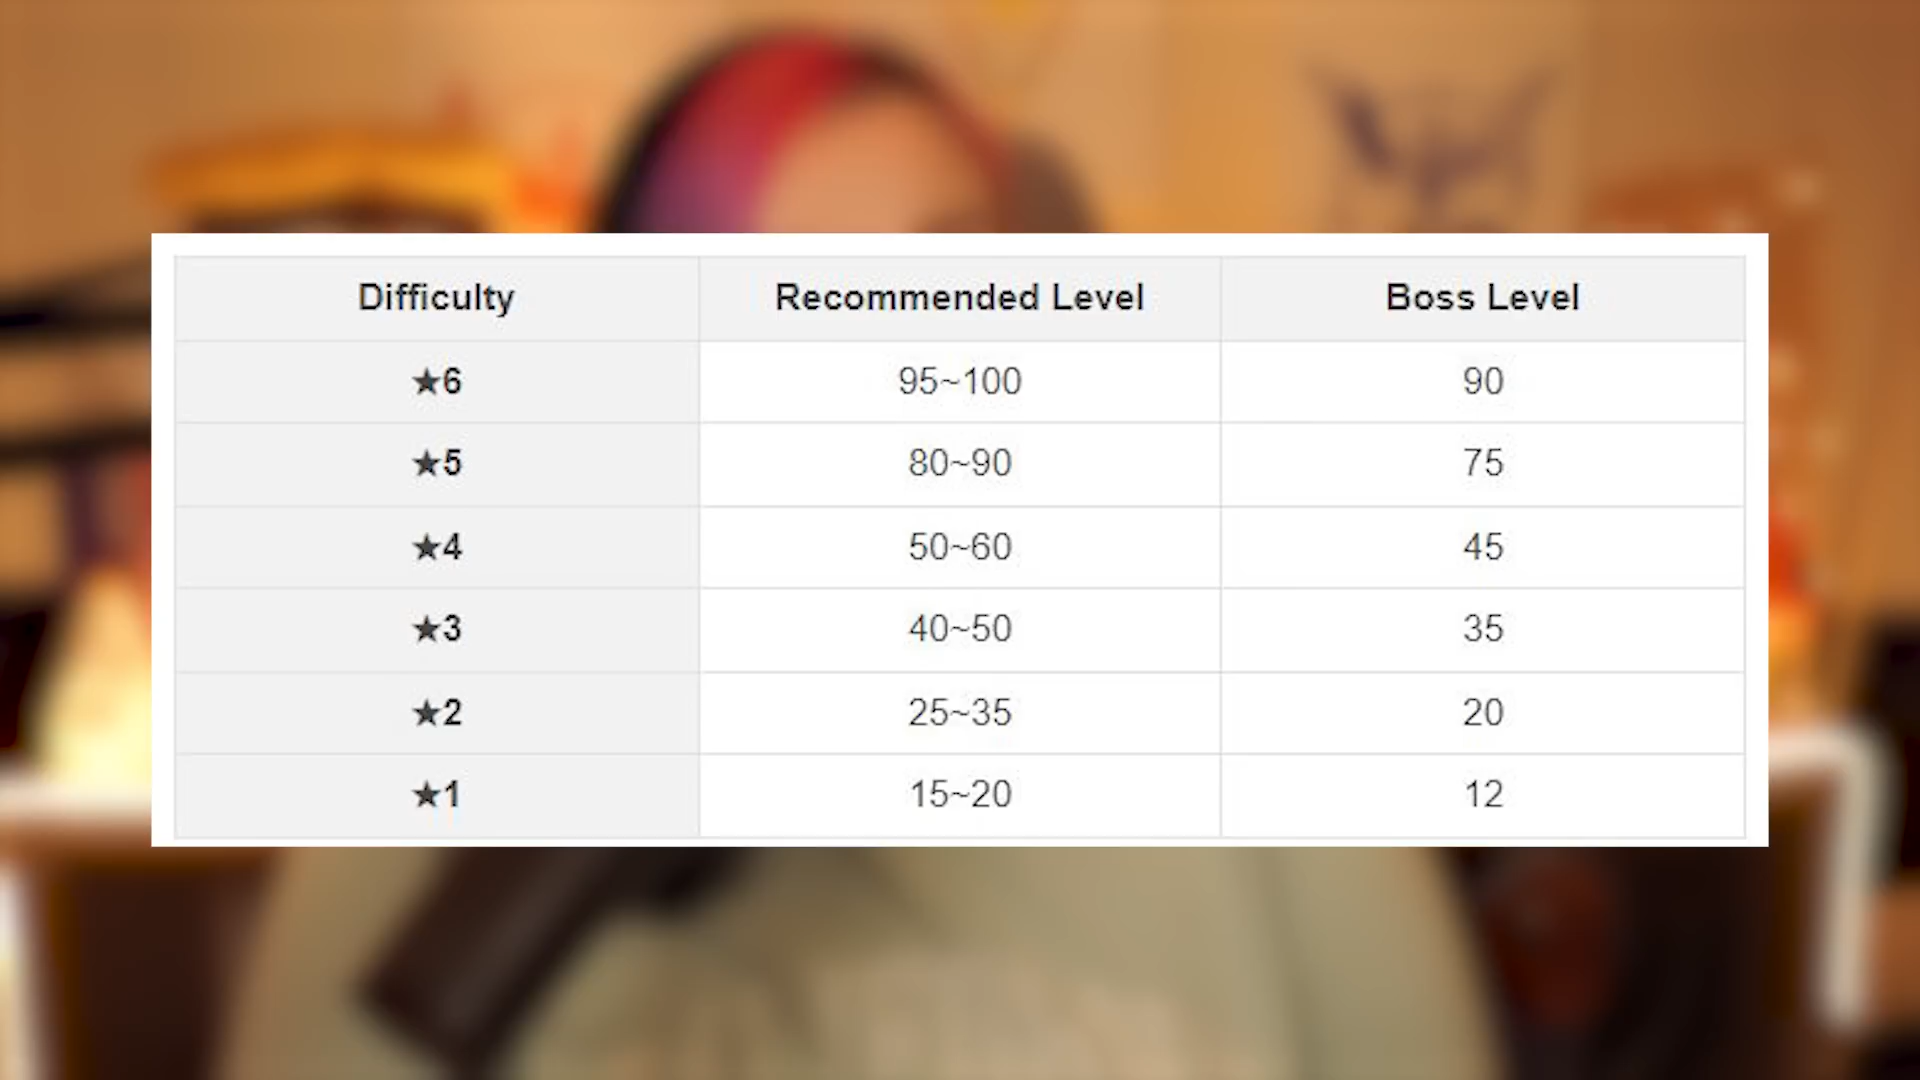 Difficulty Recommended Level Boss Level
★6 95~100 90
★5 80~90 75
★4 50~60 45
★3 40~50 35
★2 25~35 20
★1 15~20 12